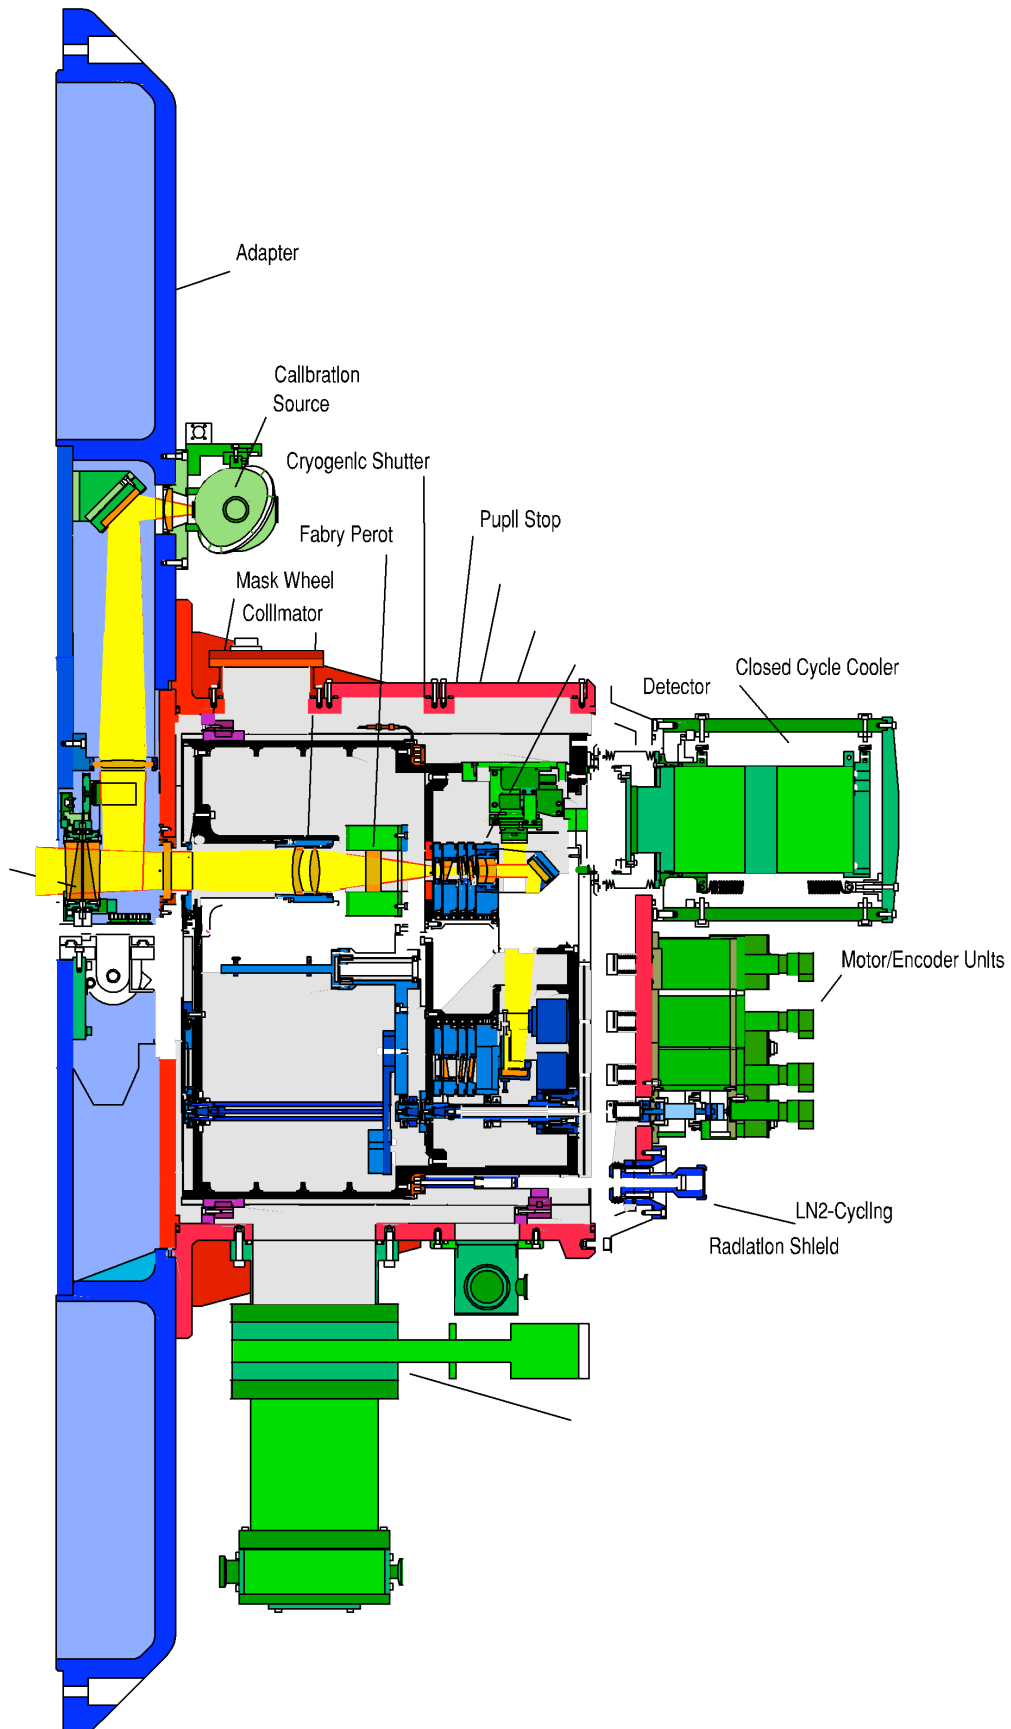 Adapter
Calibration
Source
Cryogenic Shutter
Pupil Stop
Fabry Perot
Mask Wheel
Collimator
Closed Cycle Cooler
Detector
Motor/Encoder Units
LN2-Cycling
Radiation Shield